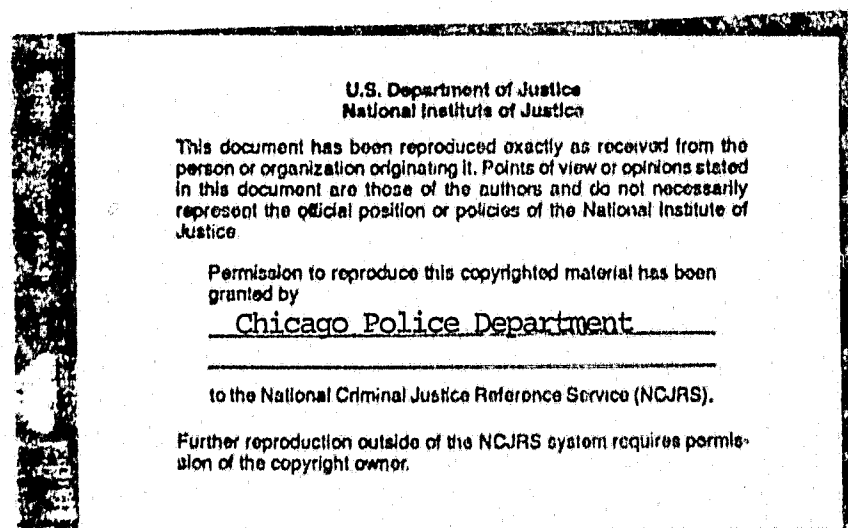 U.S. Department of Justice
National Institute of Justice
This document has been reproduced exactly as received from the
person or organization originating it. Points of view or opinions stated
in this document are those of the authors and do not necessarily
represent the official position or policies of the National Institute of
Justice
Permission to reproduce this copyrighted material has been
granted by
Chicago Police Department
to the National Criminal Justice Reference Service (NCJRS).
Further reproduction outside of the NCJRS system requires permis-
sion of the copyright owner.